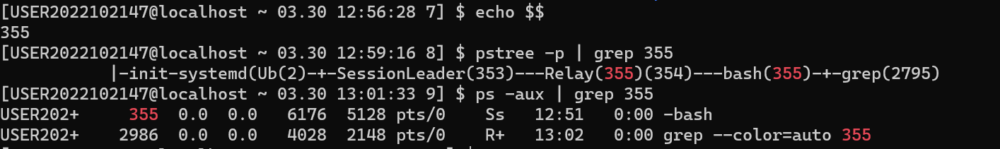 [USER2022102147@localhost ~ 03.30 12:56:28 7] $ echo $$
355
[USER2022102147@localhost ~ 03.30 12:59:16 8] $ pstree -p | grep 355
           |-init-systemd(Ub(2)-+-SessionLeader(353)---Relay(355)(354)---bash(355)-+-grep(2795)
[USER2022102147@localhost ~ 03.30 13:01:33 9] $ ps -aux | grep 355
USER202+     355  0.0  0.0   6176  5128 pts/0    Ss   12:51   0:00 -bash
USER202+    2986  0.0  0.0   4028  2148 pts/0    R+   13:02   0:00 grep --color=auto 355